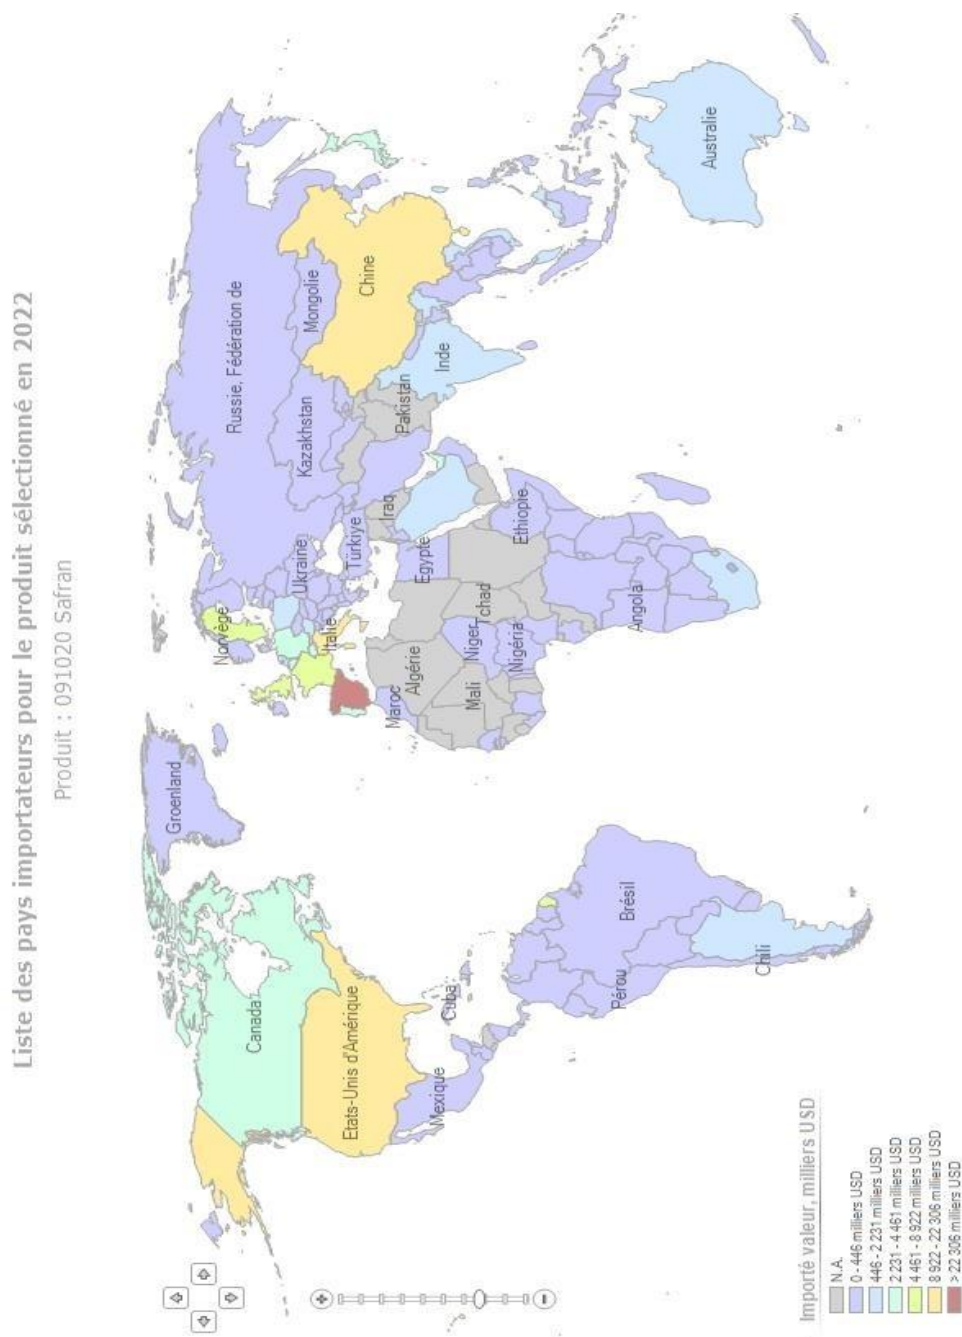 Liste des pays importateurs pour le produit sélectionné en 2022
Produit : 091020 Safran
Groenland
Canada
Etats-Unis d'Amérique
Mexique
Cuba
Pérou
Brésil
Chili
Norvège
Russie, Fédération de
Ukraine
Kazakhstan
Mongolie
Italie
Türkiye
Chine
Maroc
Algérie
Egypte
Iraq
Pakistan
Inde
Mali
Niger
Tchad
Nigéria
Ethiopie
Angola
Australie
Importé valeur, milliers USD
N.A.
0 - 446 milliers USD
446 - 2 231 milliers USD
2 231 - 4 461 milliers USD
4 461 - 8 922 milliers USD
8 922 - 22 306 milliers USD
> 22 306 milliers USD